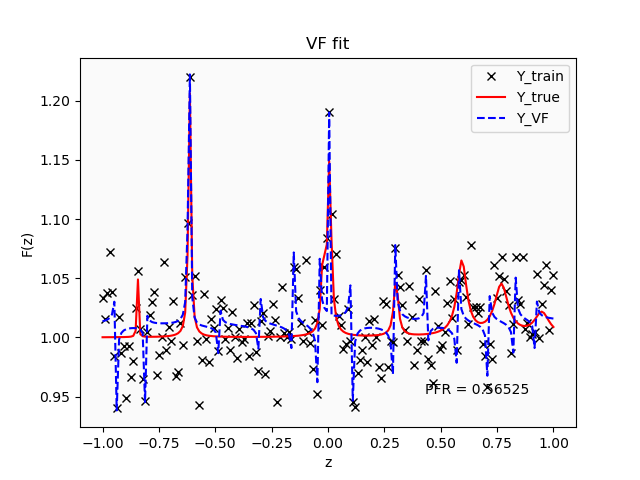 VF fit
Y_train
Y_true
Y_VF
F(z)
1.20
1.15
1.10
1.05
1.00
0.95
PFR = 0.56525
−1.00 −0.75 −0.50 −0.25 0.00 0.25 0.50 0.75 1.00
z